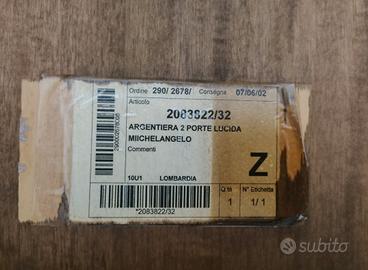 Ordine 290/ 2678/ Consegna 07/06/02
Articolo
2083822/32
ARGENTIERA 2 PORTE LUCIDA
MIICHELANGELO
Commenti
Z
10U1 LOMBARDIA
Q.tà N° Etichetta
1 1/ 1
*2083822/32
subito